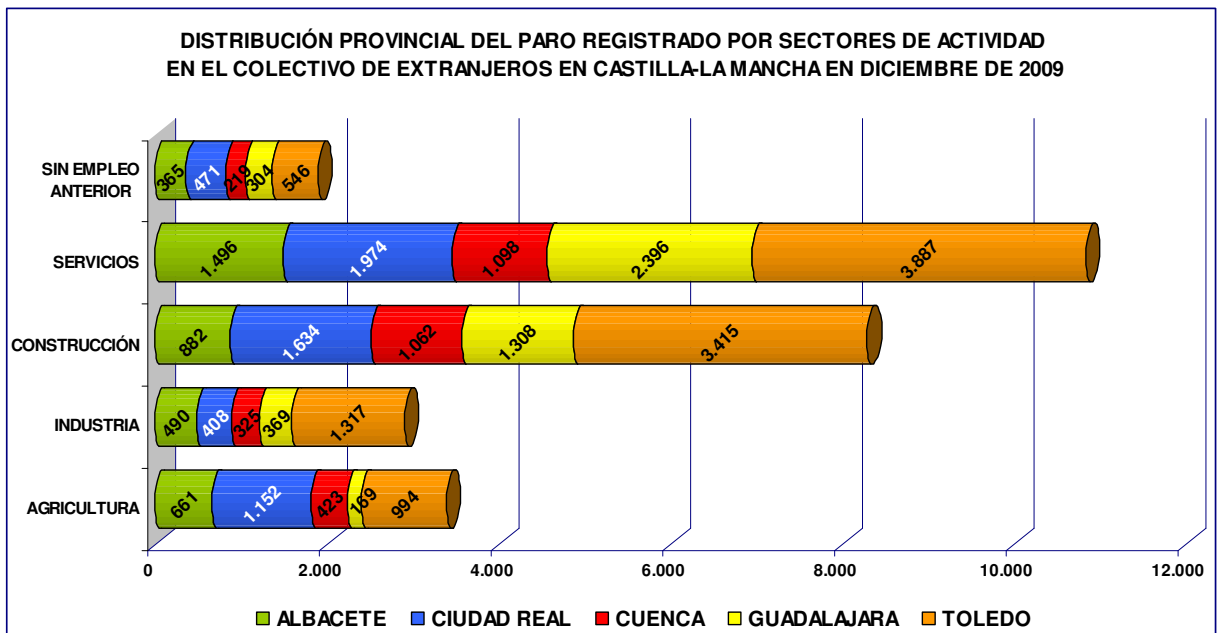 DISTRIBUCIÓN PROVINCIAL DEL PARO REGISTRADO POR SECTORES DE ACTIVIDAD
EN EL COLECTIVO DE EXTRANJEROS EN CASTILLA-LA MANCHA EN DICIEMBRE DE 2009
SIN EMPLEO
ANTERIOR
365 471 219 304 546
SERVICIOS
1.496 1.974 1.098 2.396 3.887
CONSTRUCCIÓN
882 1.634 1.062 1.308 3.415
INDUSTRIA
490 408 325 369 1.317
AGRICULTURA
661 1.152 423 169 994
0 2.000 4.000 6.000 8.000 10.000 12.000
ALBACETE CIUDAD REAL CUENCA GUADALAJARA TOLEDO